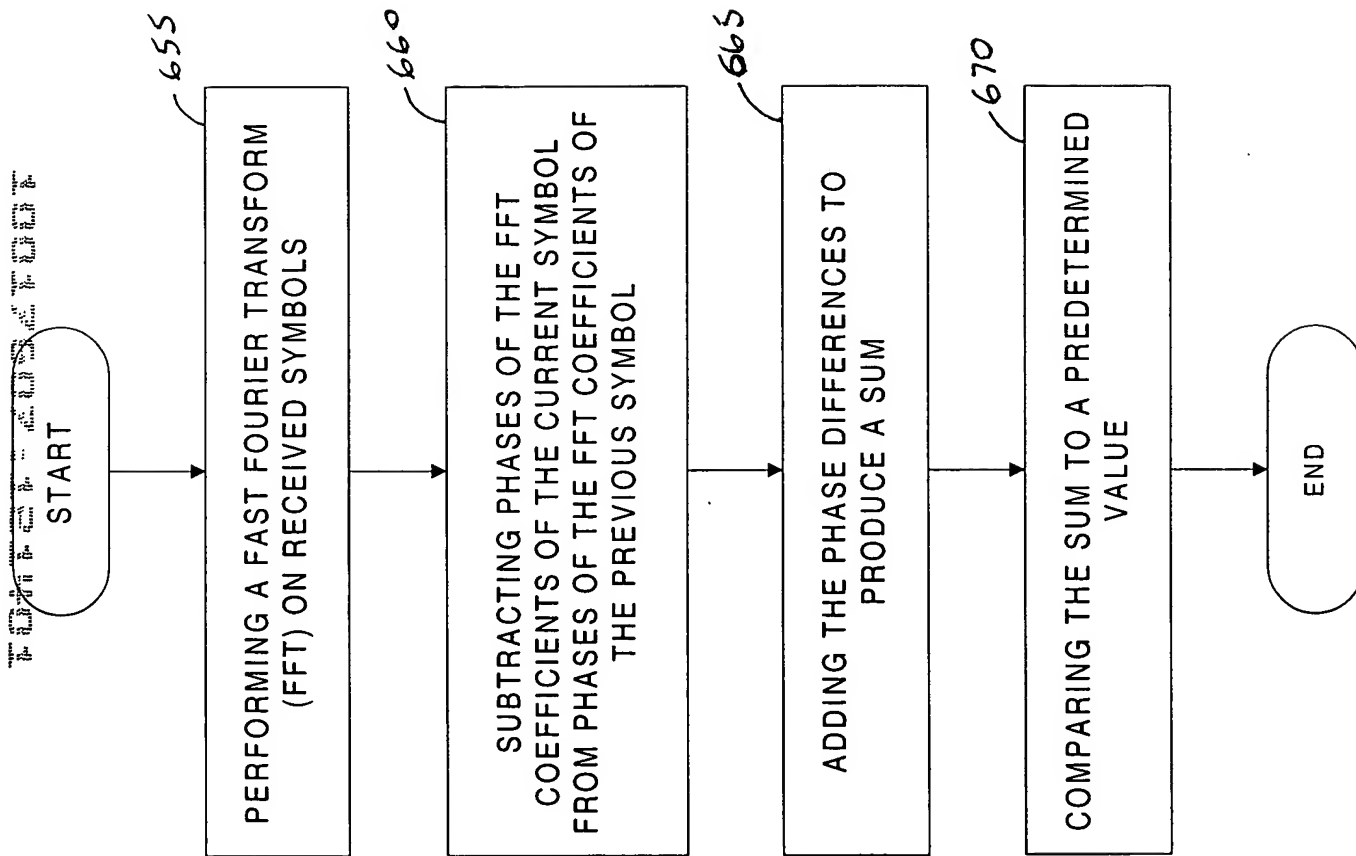 START
655
PERFORMING A FAST FOURIER TRANSFORM
(FFT) ON RECEIVED SYMBOLS
660
SUBTRACTING PHASES OF THE FFT
COEFFICIENTS OF THE CURRENT SYMBOL
FROM PHASES OF THE FFT COEFFICIENTS OF
THE PREVIOUS SYMBOL
665
ADDING THE PHASE DIFFERENCES TO
PRODUCE A SUM
670
COMPARING THE SUM TO A PREDETERMINED
VALUE
END